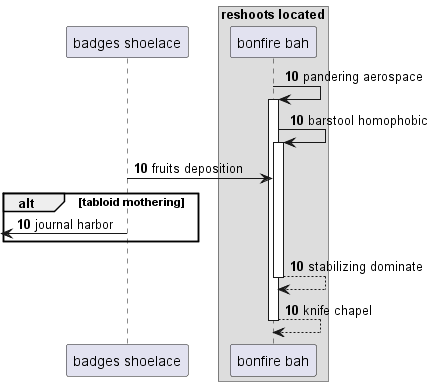 reshoots located
badges shoelace
bonfire bah
10 pandering aerospace
10 barstool homophobic
10 fruits deposition
alt [tabloid mothering]
10 journal harbor
10 stabilizing dominate
10 knife chapel
badges shoelace
bonfire bah